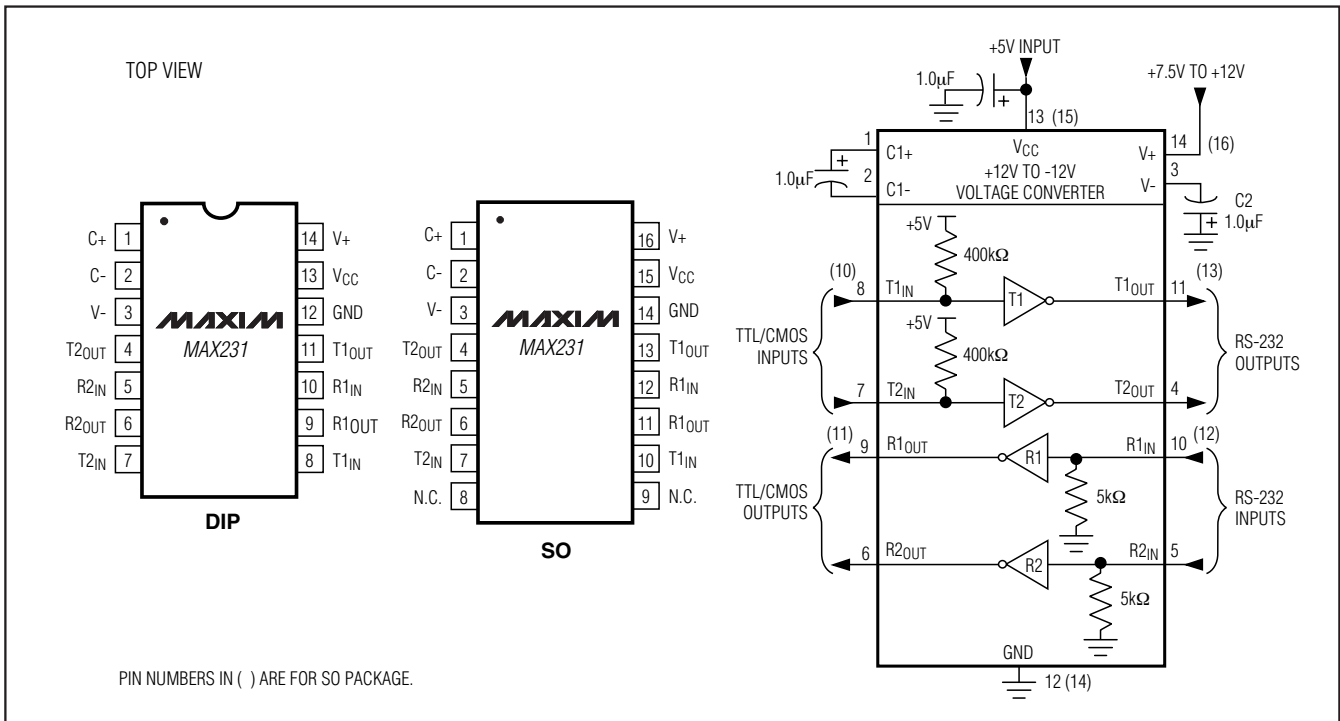 TOP VIEW
C+ 1
C- 2
V- 3
T2OUT 4
R2IN 5
R2OUT 6
T2IN 7
14 V+
13 VCC
12 GND
11 T1OUT
10 R1IN
9 R1OUT
8 T1IN
MAXIM
MAX231
DIP
C+ 1
C- 2
V- 3
T2OUT 4
R2IN 5
R2OUT 6
T2IN 7
N.C. 8
16 V+
15 VCC
14 GND
13 T1OUT
12 R1IN
11 R1OUT
10 T1IN
9 N.C.
MAXIM
MAX231
SO
+5V INPUT
1.0µF
+
+7.5V TO +12V
13 (15)
1
C1+
VCC
V+
14 (16)
+
1.0µF
2
C1-
+12V TO -12V
VOLTAGE CONVERTER
V-
3
C2
+ 1.0µF
+5V
400kΩ
(10)
8
T1IN
T1
T1OUT
11
(13)
+5V
400kΩ
TTL/CMOS
INPUTS
RS-232
OUTPUTS
7
T2IN
T2
T2OUT
4
(11)
9
R1OUT
R1
R1IN
10
(12)
5kΩ
TTL/CMOS
OUTPUTS
RS-232
INPUTS
6
R2OUT
R2
R2IN
5
5kΩ
GND
12 (14)
PIN NUMBERS IN ( ) ARE FOR SO PACKAGE.